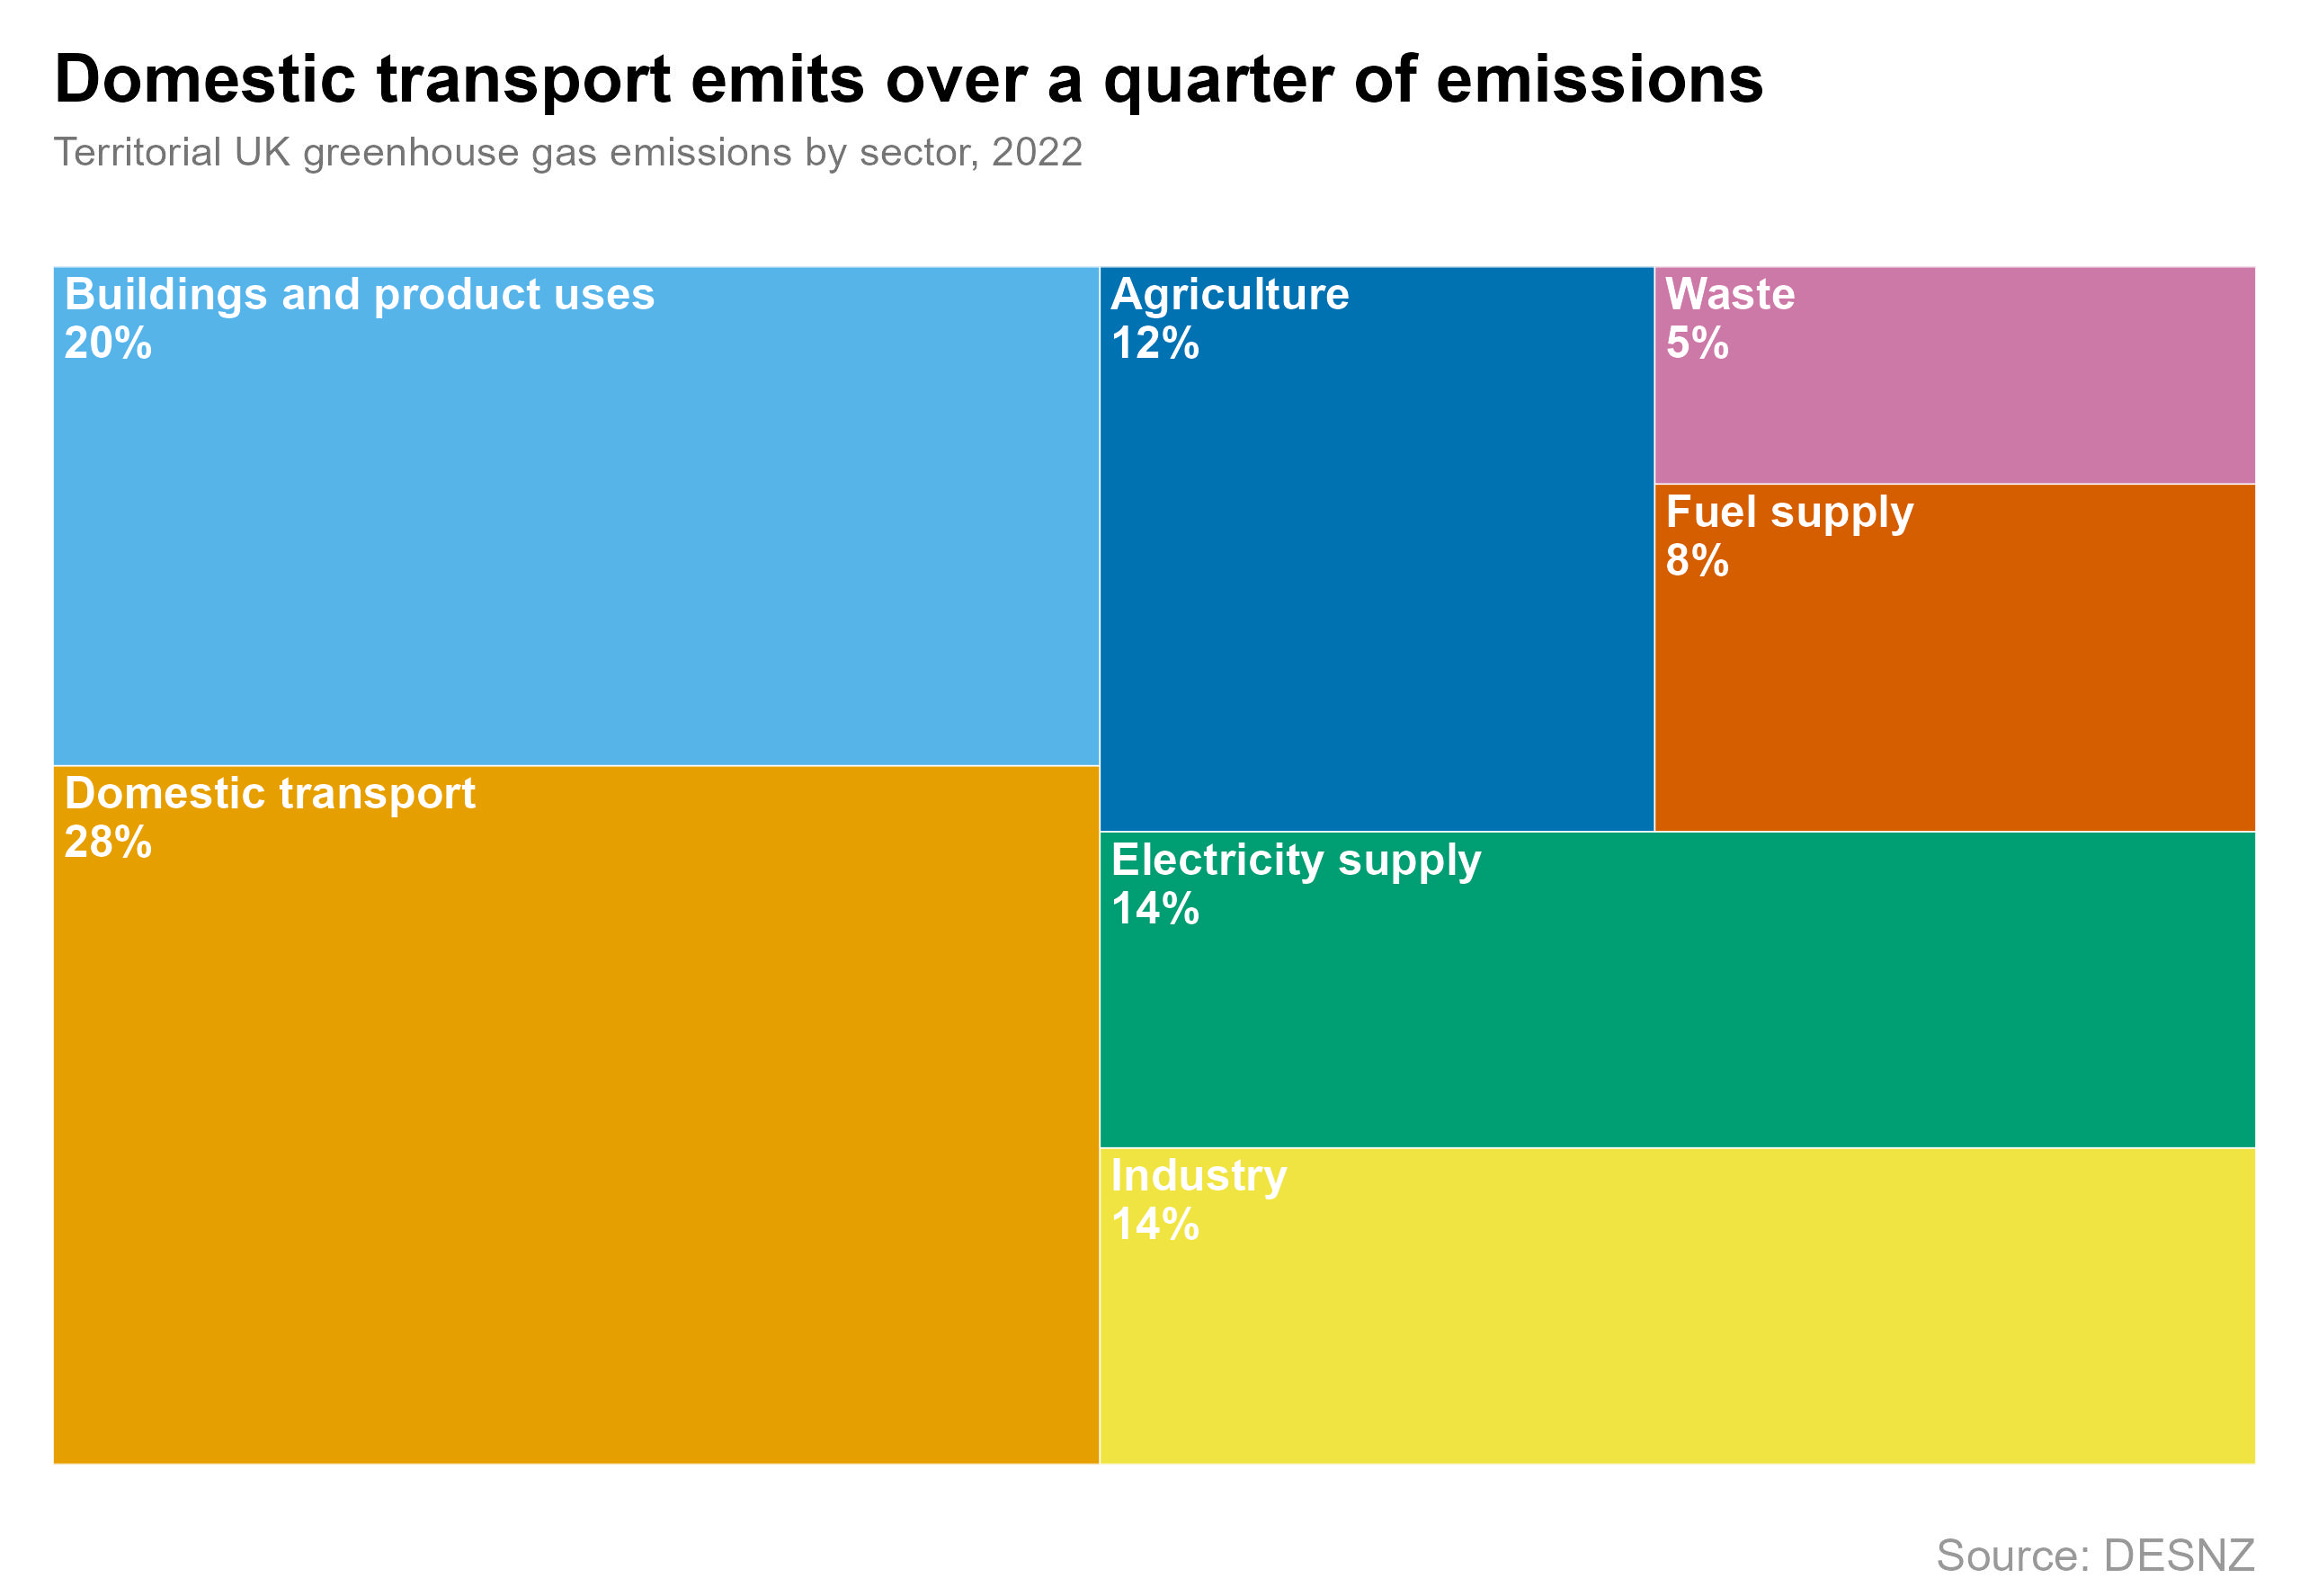 Domestic transport emits over a quarter of emissions
Territorial UK greenhouse gas emissions by sector, 2022
Buildings and product uses
20%
Agriculture
12%
Waste
5%
Fuel supply
8%
Domestic transport
28%
Electricity supply
14%
Industry
14%
Source: DESNZ